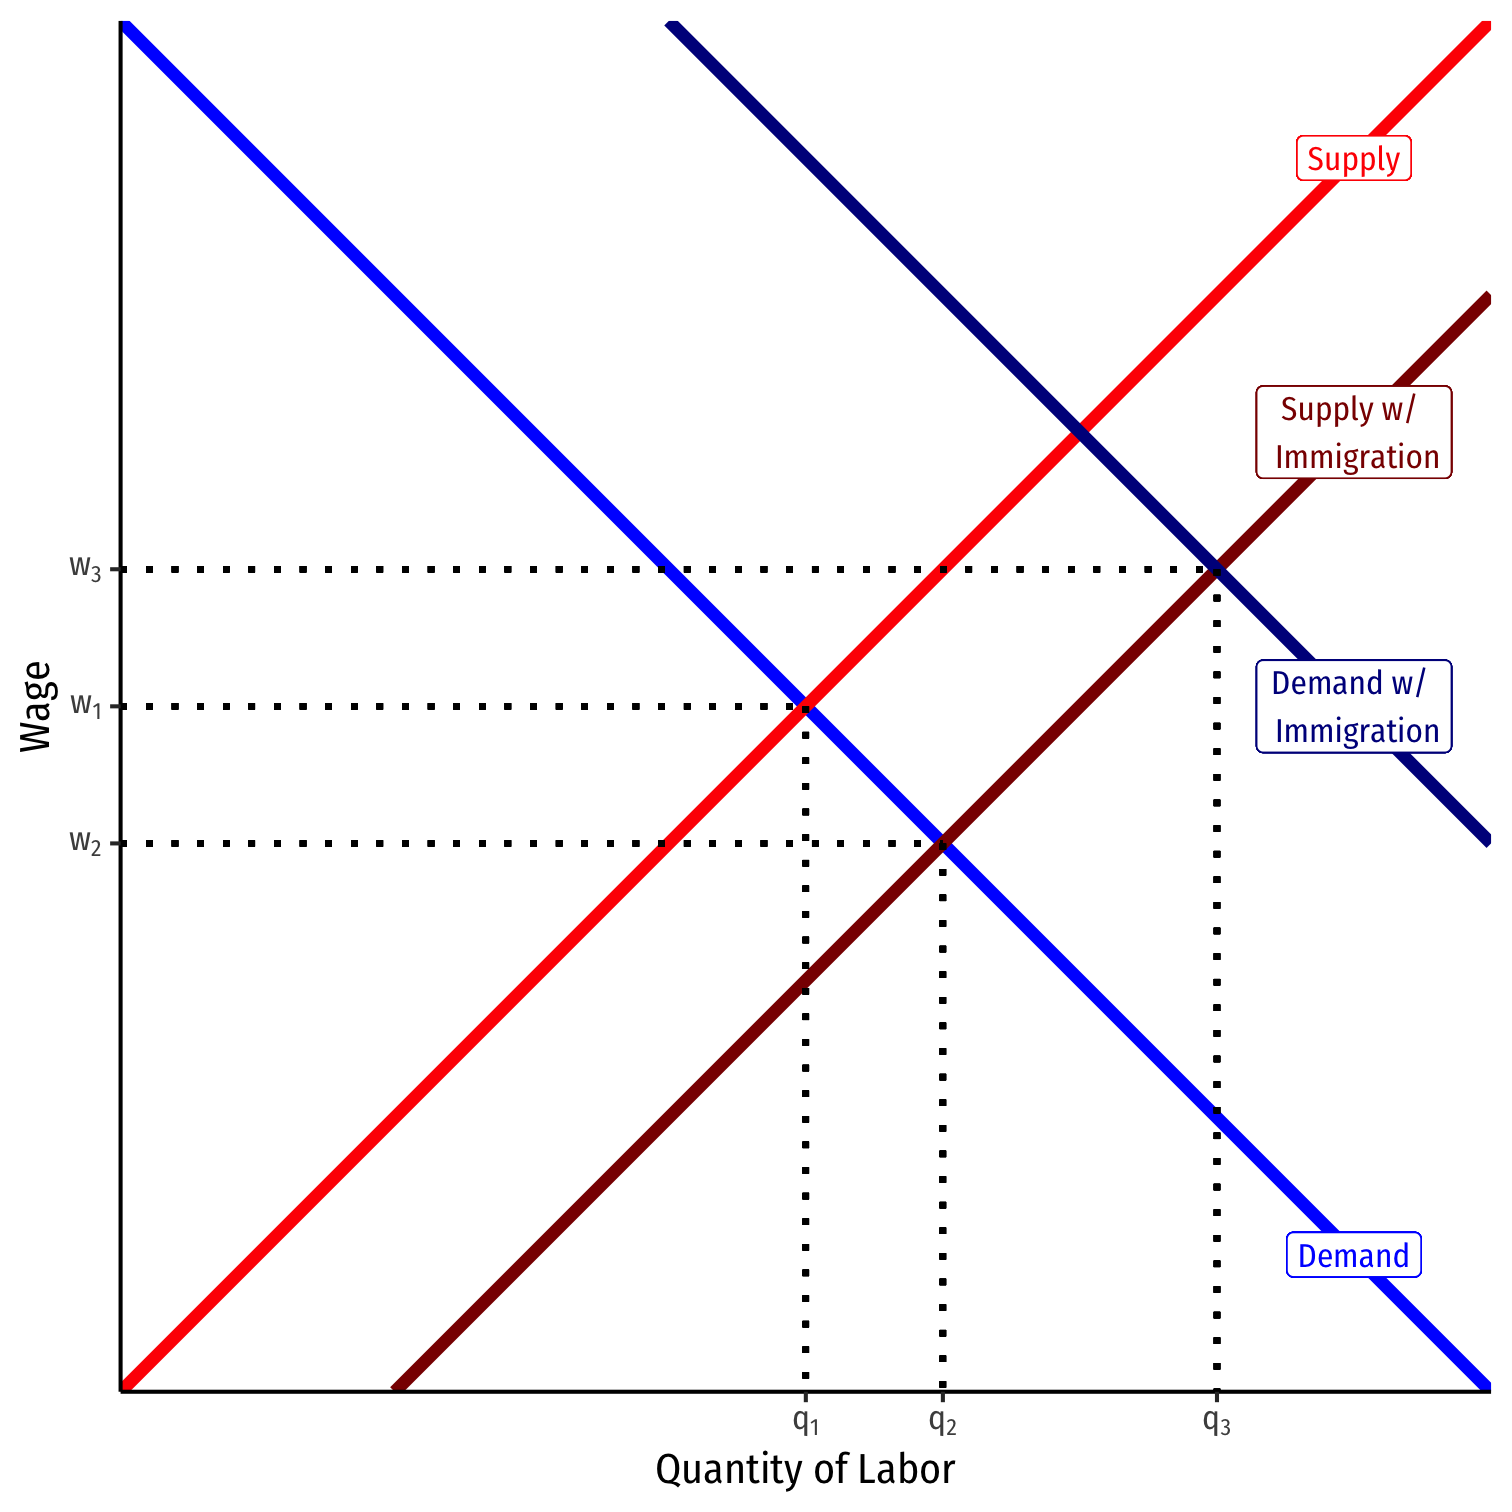 Supply
Supply w/
Immigration
w₃
Demand w/
Immigration
w₁
Wage
w₂
Demand
q₁
q₂
q₃
Quantity of Labor